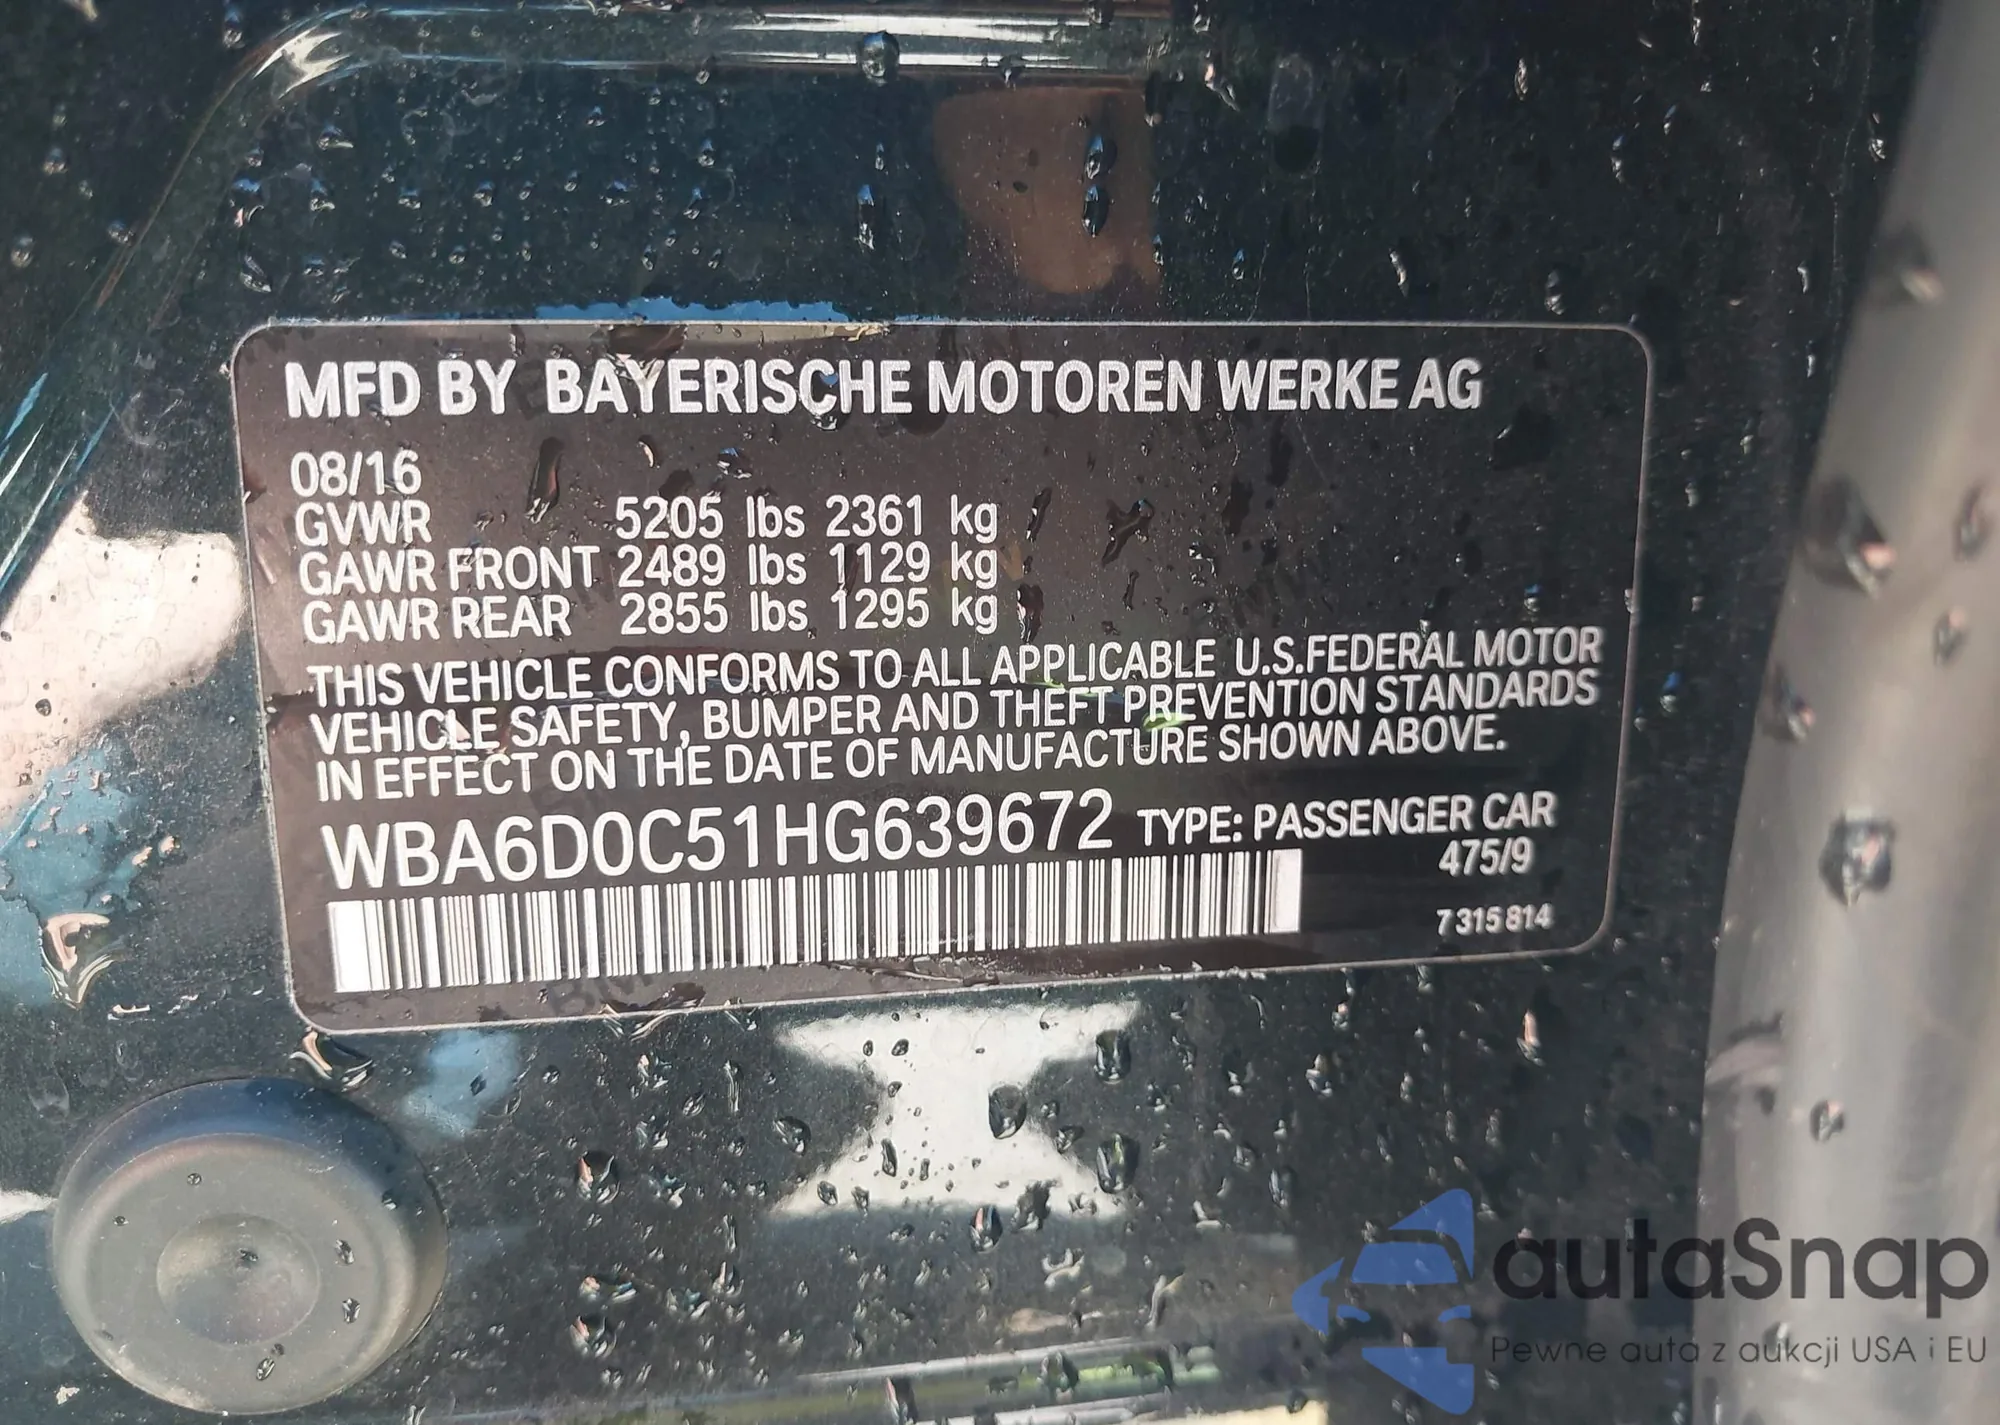 MFD BY BAYERISCHE MOTOREN WERKE AG
08/16
GVWR 5205 lbs 2361 kg
GAWR FRONT 2489 lbs 1129 kg
GAWR REAR 2855 lbs 1295 kg
THIS VEHICLE CONFORMS TO ALL APPLICABLE U.S.FEDERAL MOTOR
VEHICLE SAFETY, BUMPER AND THEFT PREVENTION STANDARDS
IN EFFECT ON THE DATE OF MANUFACTURE SHOWN ABOVE.
WBA6D0C51HG639672 TYPE: PASSENGER CAR
475/9
7 315 814
autaSnap
Pewne auta z aukcji USA i EU